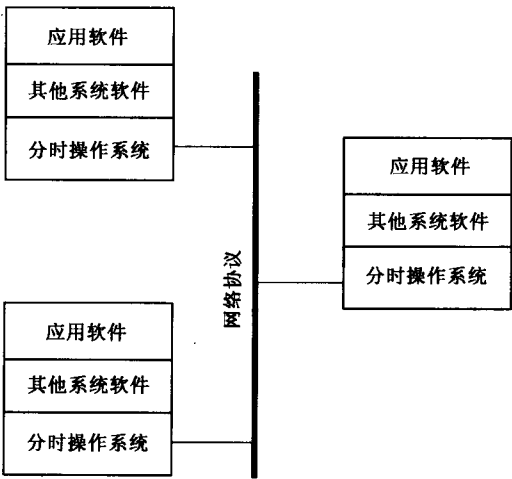 应用软件
其他系统软件
分时操作系统
应用软件
其他系统软件
分时操作系统
网络协议
应用软件
其他系统软件
分时操作系统